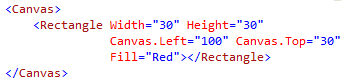 <Canvas>
<Rectangle Width="30" Height="30"
Canvas.Left="100" Canvas.Top="30"
Fill="Red"></Rectangle>
</Canvas>